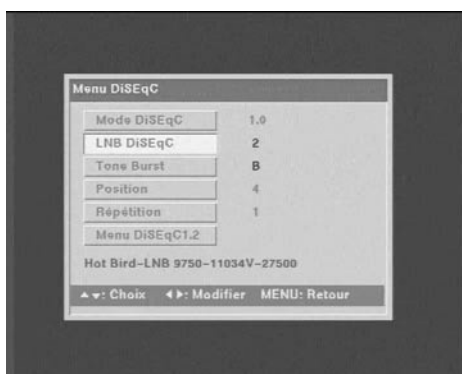 Menu DiSEqC
Mode DiSEqC 1.0
LNB DiSEqC 2
Tone Burst B
Position 4
Répétition 1
Menu DiSEqC1.2
Hot Bird-LNB 9750-11034V-27500
▲▼: Choix ◄►: Modifier MENU: Retour